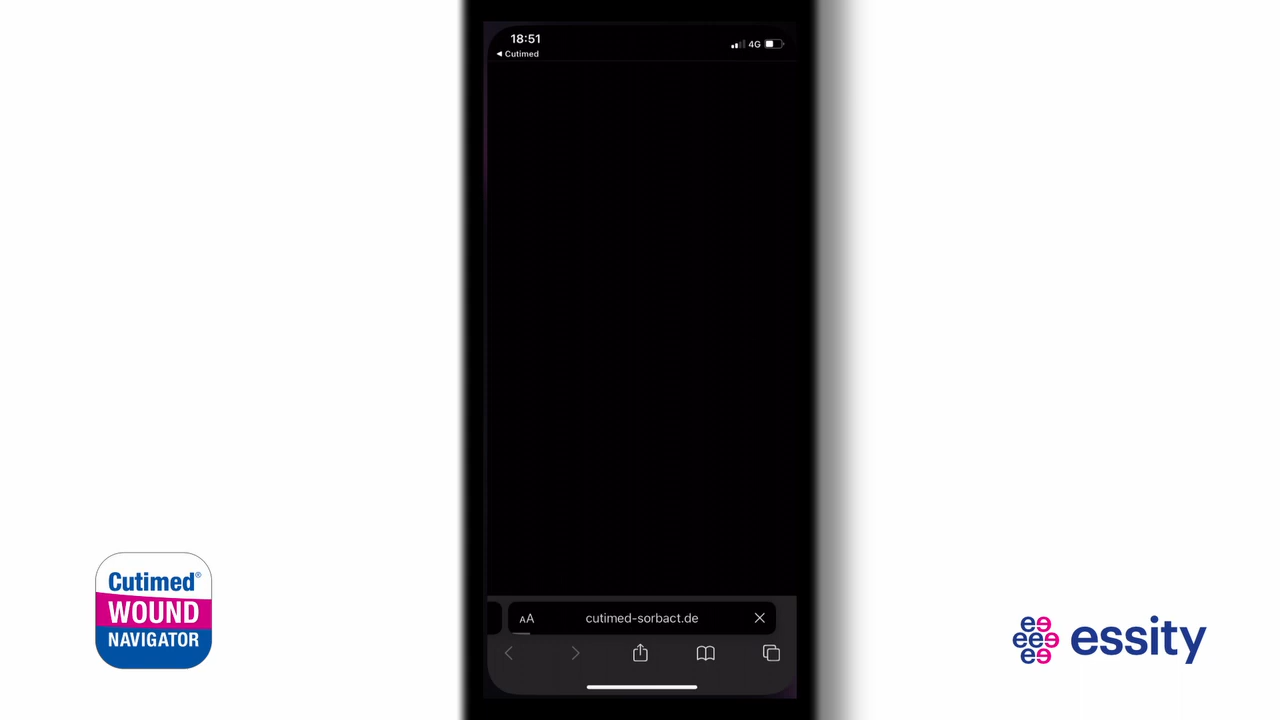 18:51
4G
◀ Cutimed
AA
cutimed-sorbact.de
Cutimed®
WOUND
NAVIGATOR
essity